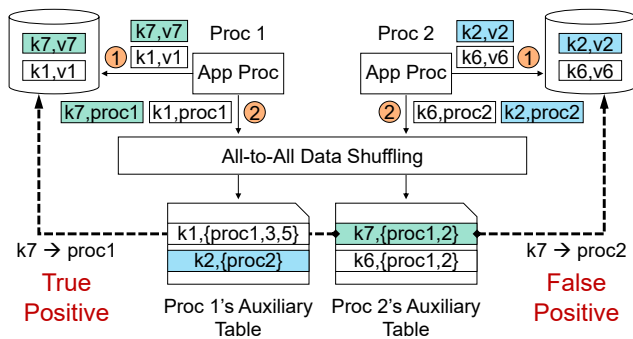 Proc 1
Proc 2
k7,v7
k1,v1
1
k7,v7
k1,v1
App Proc
App Proc
k2,v2
k6,v6
1
k2,v2
k6,v6
k7,proc1
k1,proc1
2
2
k6,proc2
k2,proc2
All-to-All Data Shuffling
k1,{proc1,3,5}
k2,{proc2}
k7,{proc1,2}
k6,{proc1,2}
k7 → proc1
k7 → proc2
True
Positive
False
Positive
Proc 1's Auxiliary
Table
Proc 2's Auxiliary
Table